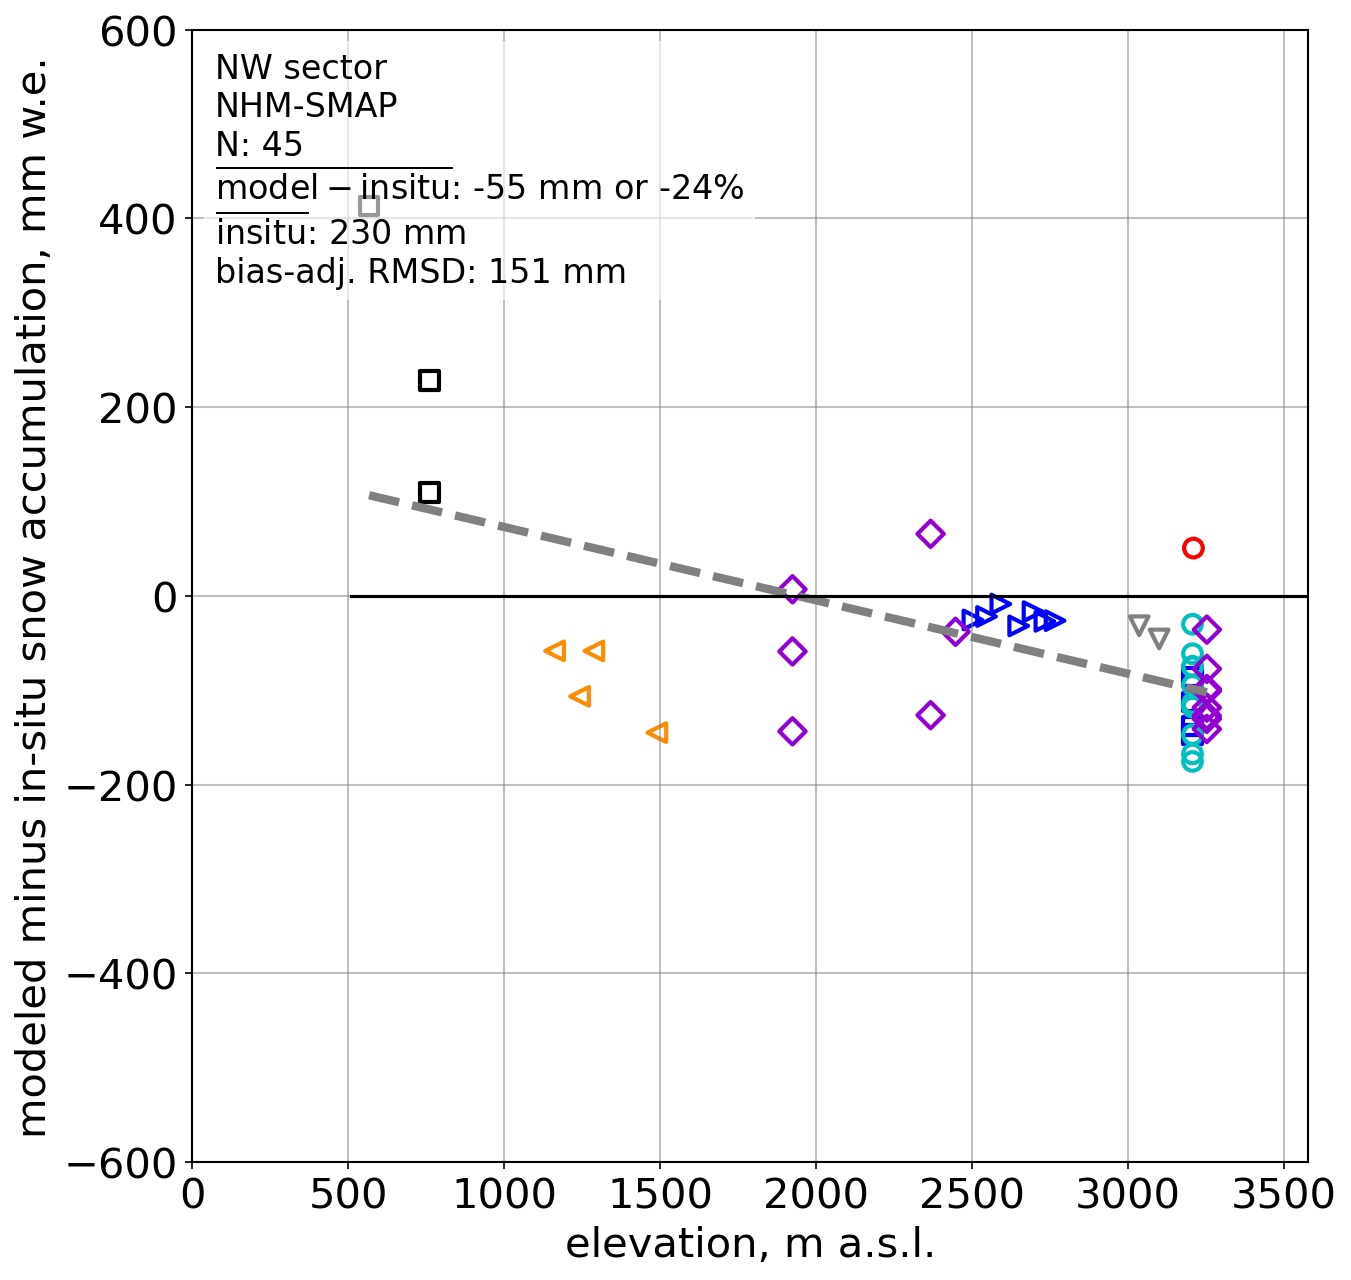 600
400
200
0
−200
−400
−600
modeled minus in-situ snow accumulation, mm w.e.
NW sector
NHM-SMAP
N: 45
model − insitu: -55 mm or -24%
insitu: 230 mm
bias-adj. RMSD: 151 mm
0 500 1000 1500 2000 2500 3000 3500
elevation, m a.s.l.